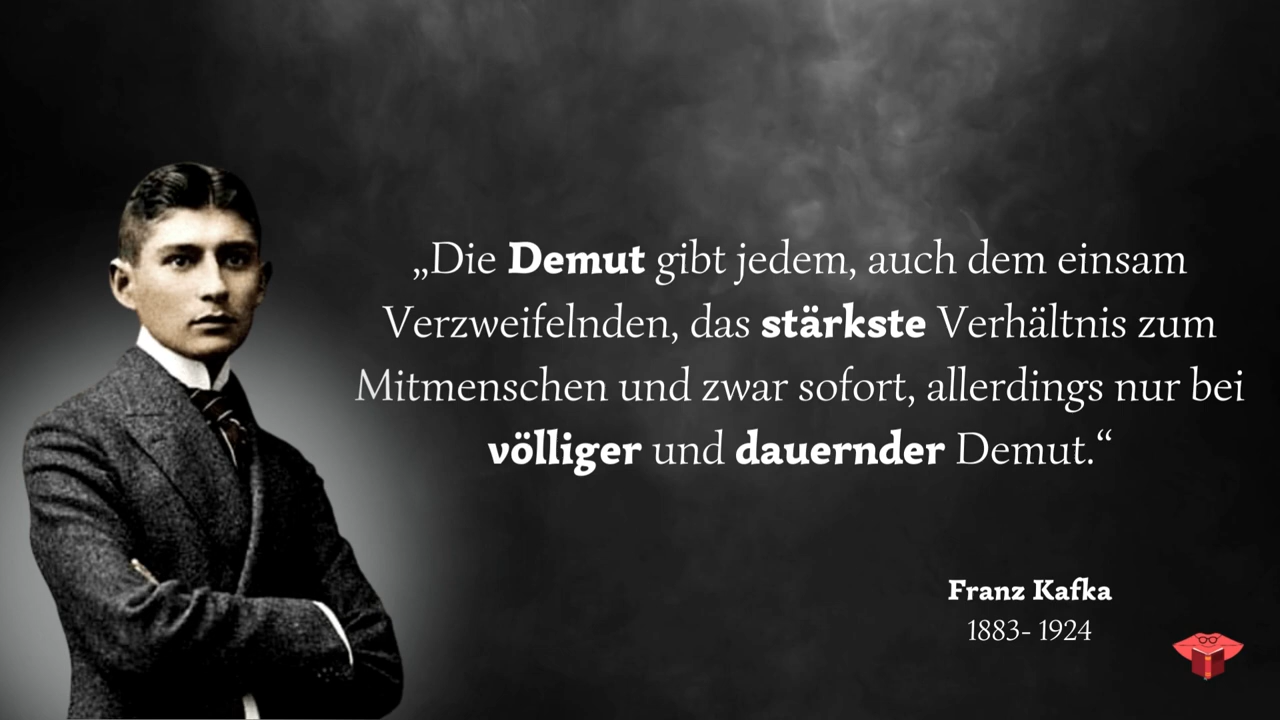 „Die Demut gibt jedem, auch dem einsam
Verzweifelnden, das stärkste Verhältnis zum
Mitmenschen und zwar sofort, allerdings nur bei
völliger und dauernder Demut.“
Franz Kafka
1883- 1924